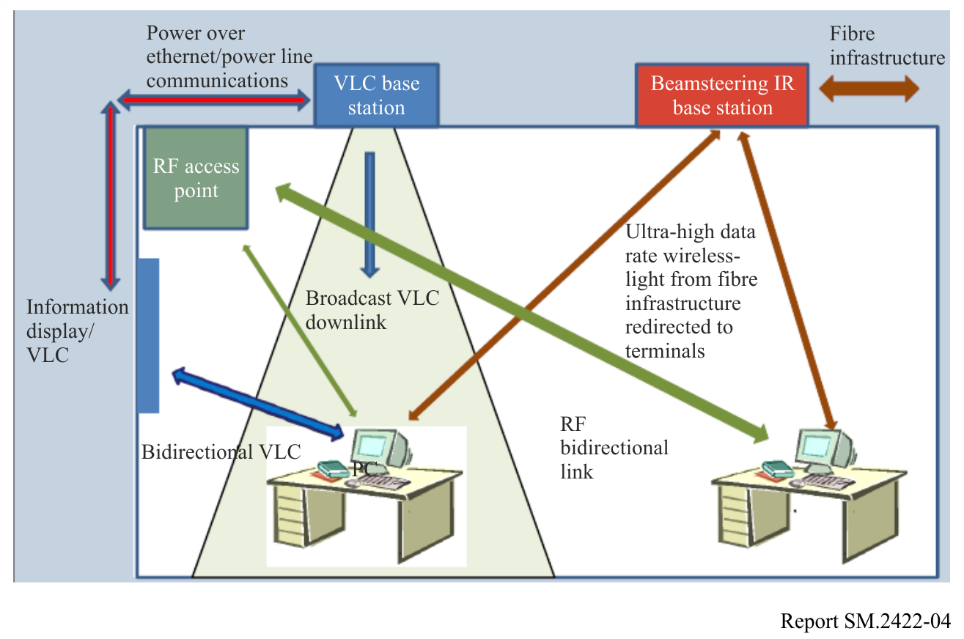 Power over
ethernet/power line
communications
VLC base
station
Beamsteering IR
base station
Fibre
infrastructure
RF access
point
Ultra-high data
rate wireless-
light from fibre
infrastructure
redirected to
terminals
Information
display/
VLC
Broadcast VLC
downlink
Bidirectional VLC
PC
RF
bidirectional
link
Report SM.2422-04